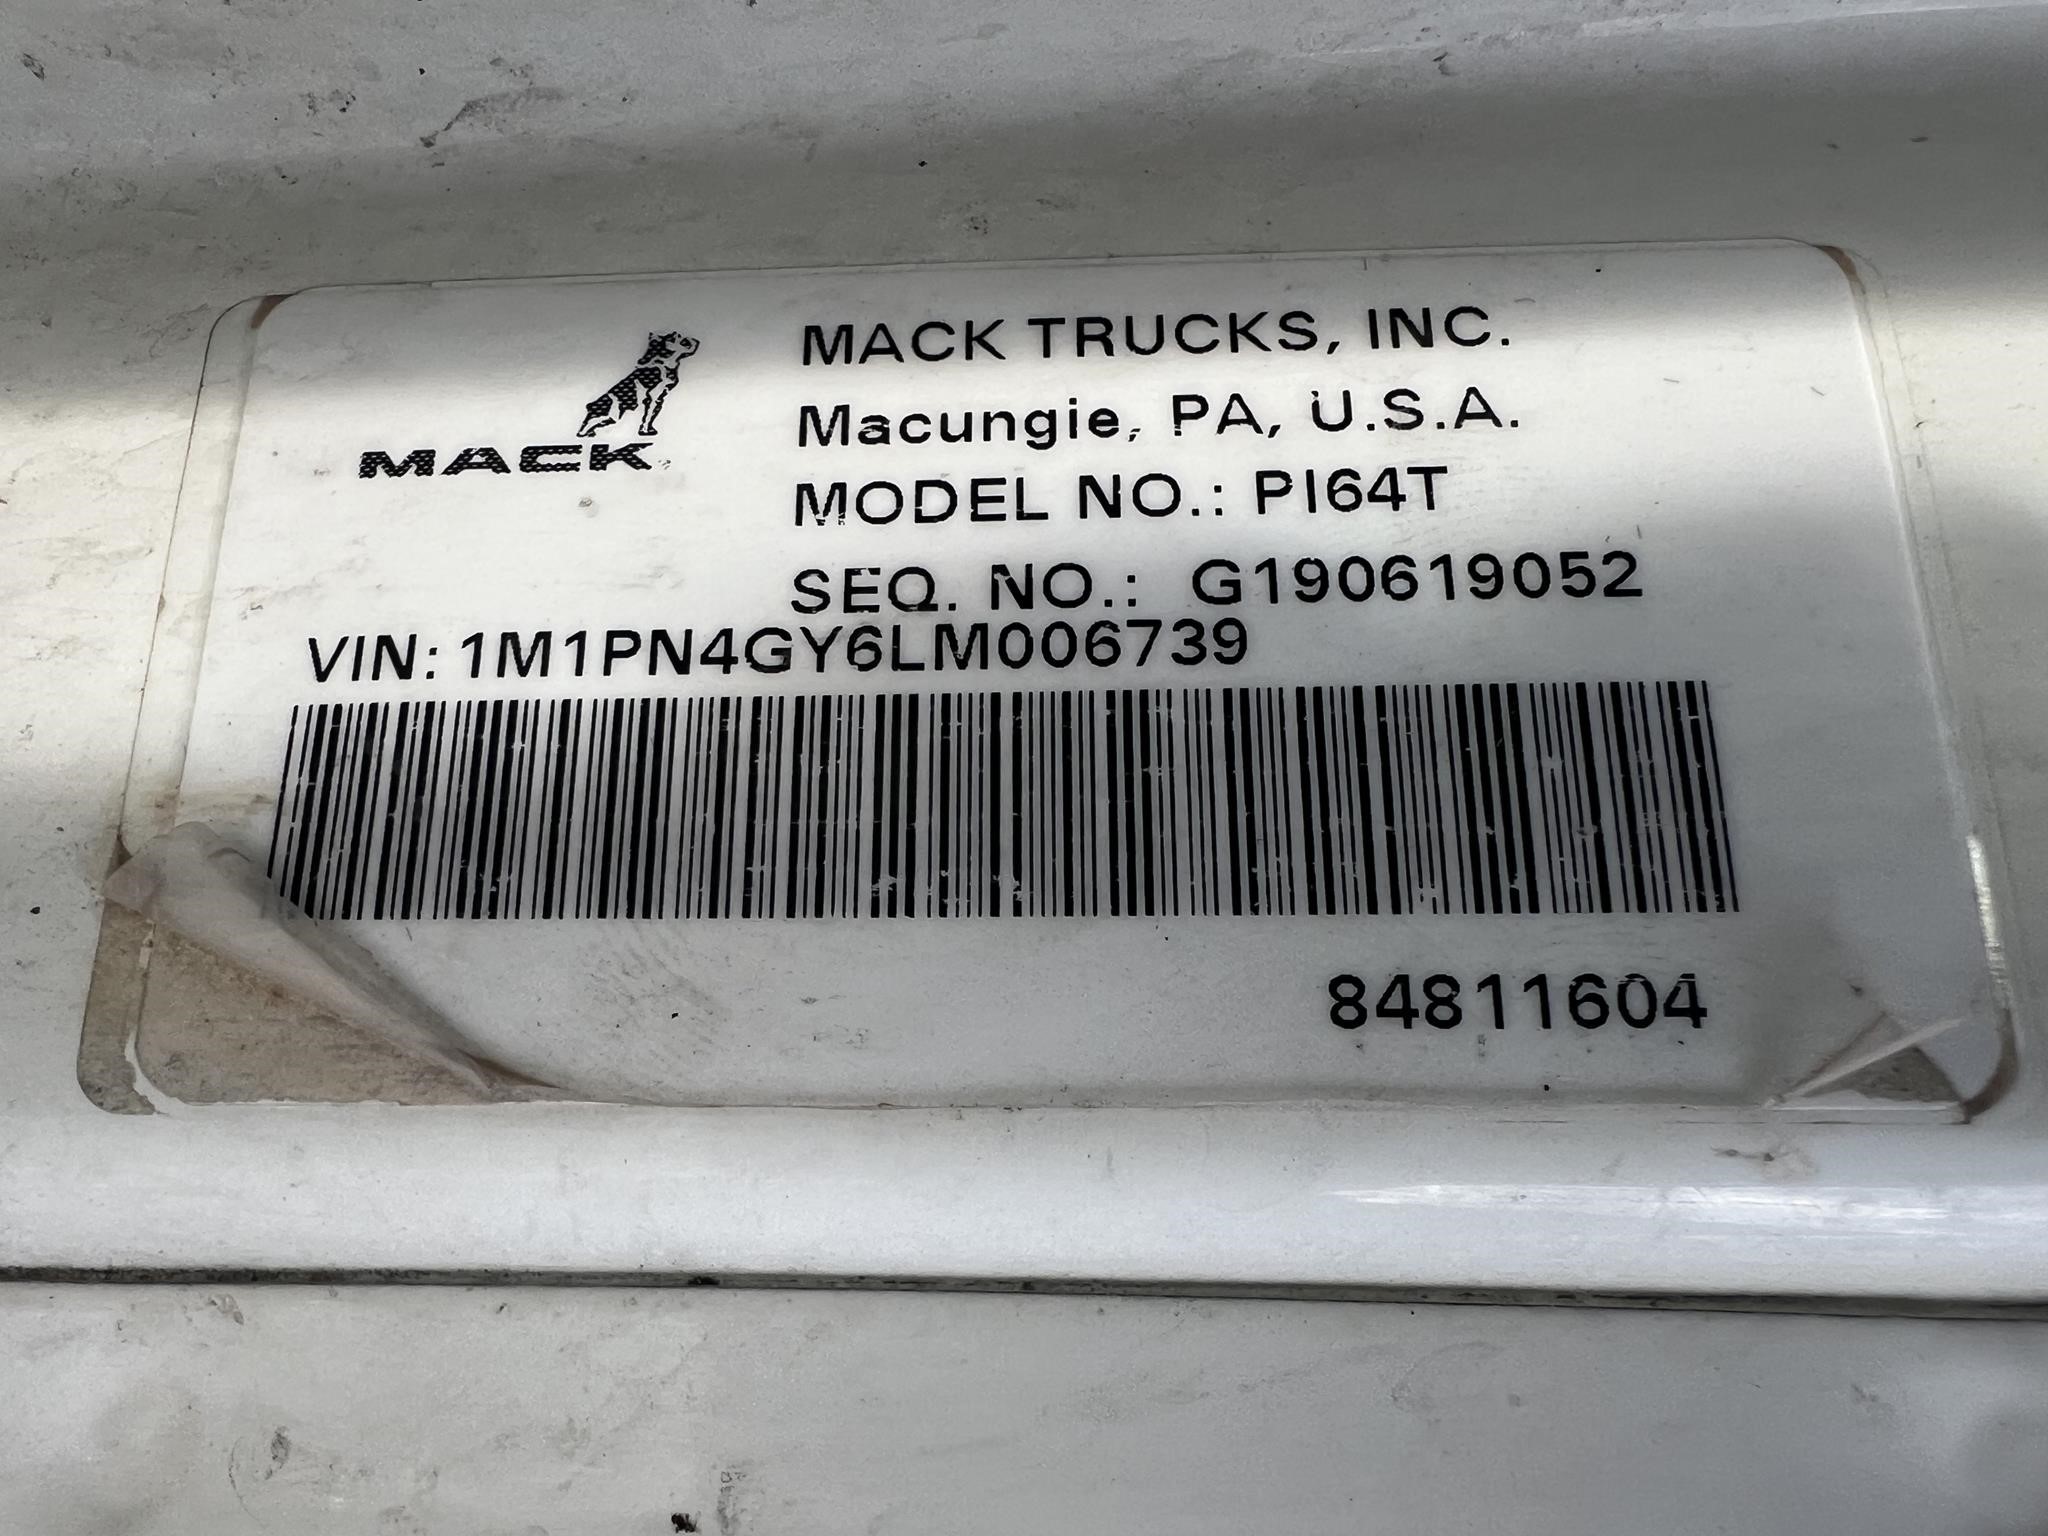 MACK
MACK TRUCKS, INC.
Macungie, PA, U.S.A.
MODEL NO.: PI64T
SEQ. NO.: G190619052
VIN: 1M1PN4GY6LM006739
84811604